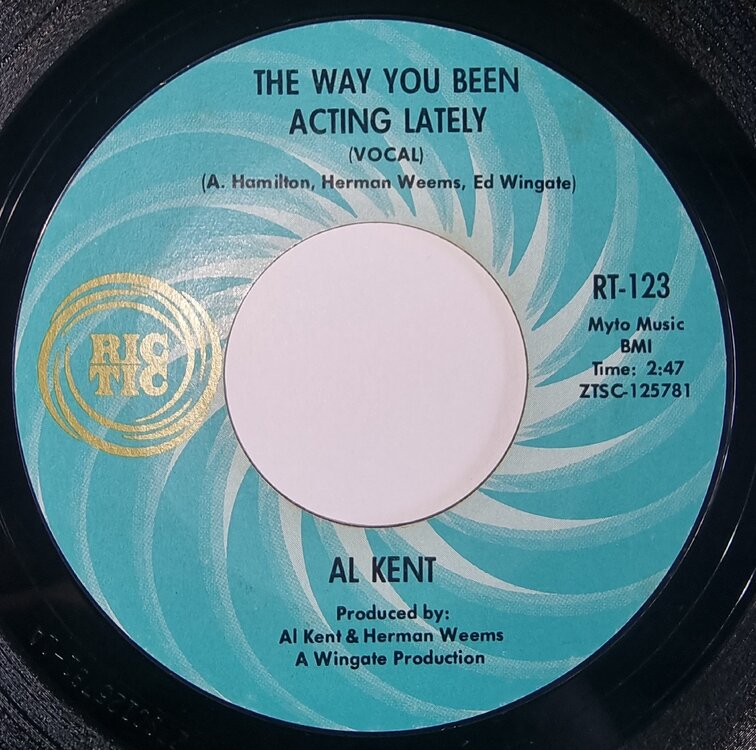 THE WAY YOU BEEN
ACTING LATELY
(VOCAL)
(A. Hamilton, Herman Weems, Ed Wingate)
RIC
TIC
RT-123
Myto Music
BMI
Time: 2:47
ZTSC-125781
AL KENT
Produced by:
Al Kent & Herman Weems
A Wingate Production